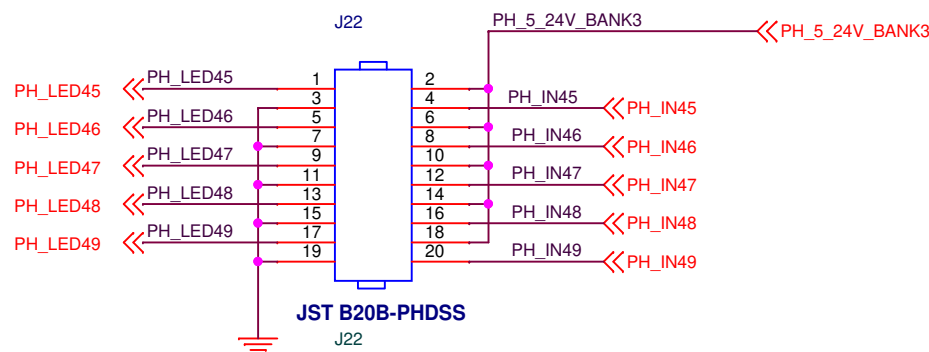 J22
PH_5_24V_BANK3
PH_5_24V_BANK3
PH_LED45 PH_LED45 1 2
3 4 PH_IN45 PH_IN45
PH_LED46 PH_LED46 5 6
7 8 PH_IN46 PH_IN46
PH_LED47 PH_LED47 9 10
11 12 PH_IN47 PH_IN47
PH_LED48 PH_LED48 13 14
15 16 PH_IN48 PH_IN48
PH_LED49 PH_LED49 17 18
19 20 PH_IN49 PH_IN49
JST B20B-PHDSS
J22